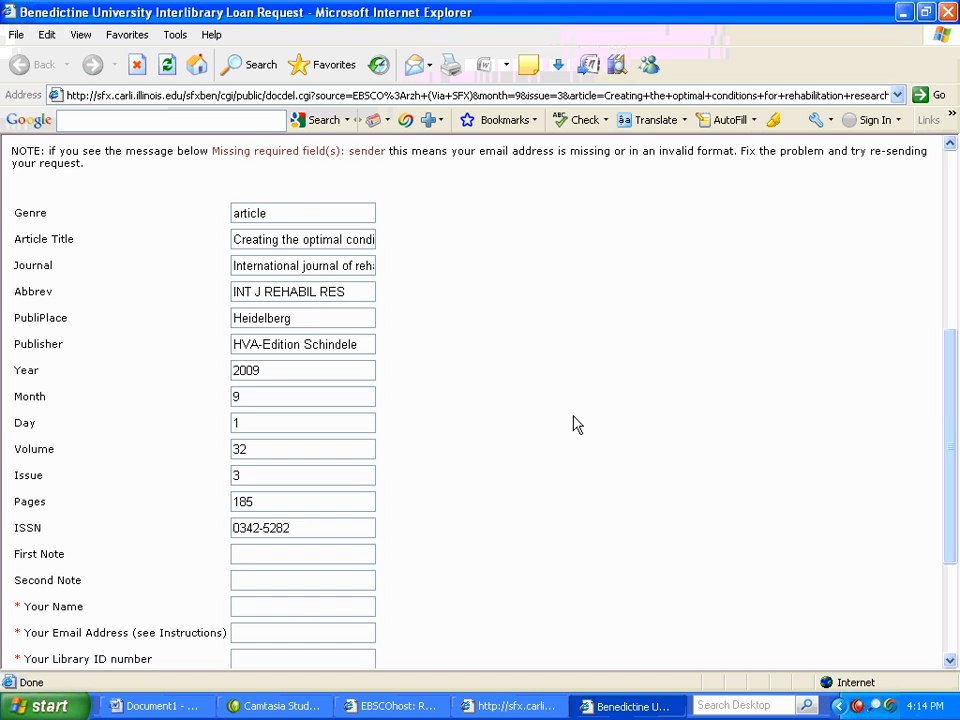 Benedictine University Interlibrary Loan Request - Microsoft Internet Explorer
File Edit View Favorites Tools Help
Back Search Favorites
Address http://sfx.carli.illinois.edu/sfxben/cgi/public/docdel.cgi?source=EBSCO%3Arzh+(Via+SFX)&month=9&issue=3&article=Creating+the+optimal+conditions+for+rehabilitation+research Go
Google Search Bookmarks Check Translate AutoFill Sign In Links
NOTE: if you see the message below Missing required field(s): sender this means your email address is missing or in an invalid format. Fix the problem and try re-sending
your request.
Genre article
Article Title Creating the optimal condi
Journal International journal of reh
Abbrev INT J REHABIL RES
PubliPlace Heidelberg
Publisher HVA-Edition Schindele
Year 2009
Month 9
Day 1
Volume 32
Issue 3
Pages 185
ISSN 0342-5282
First Note
Second Note
* Your Name
* Your Email Address (see Instructions)
* Your Library ID number
Done Internet
start Document1 - ... Camtasia Stud... EBSCOhost: R... http://sfx.carli... Benedictine U... Search Desktop 4:14 PM